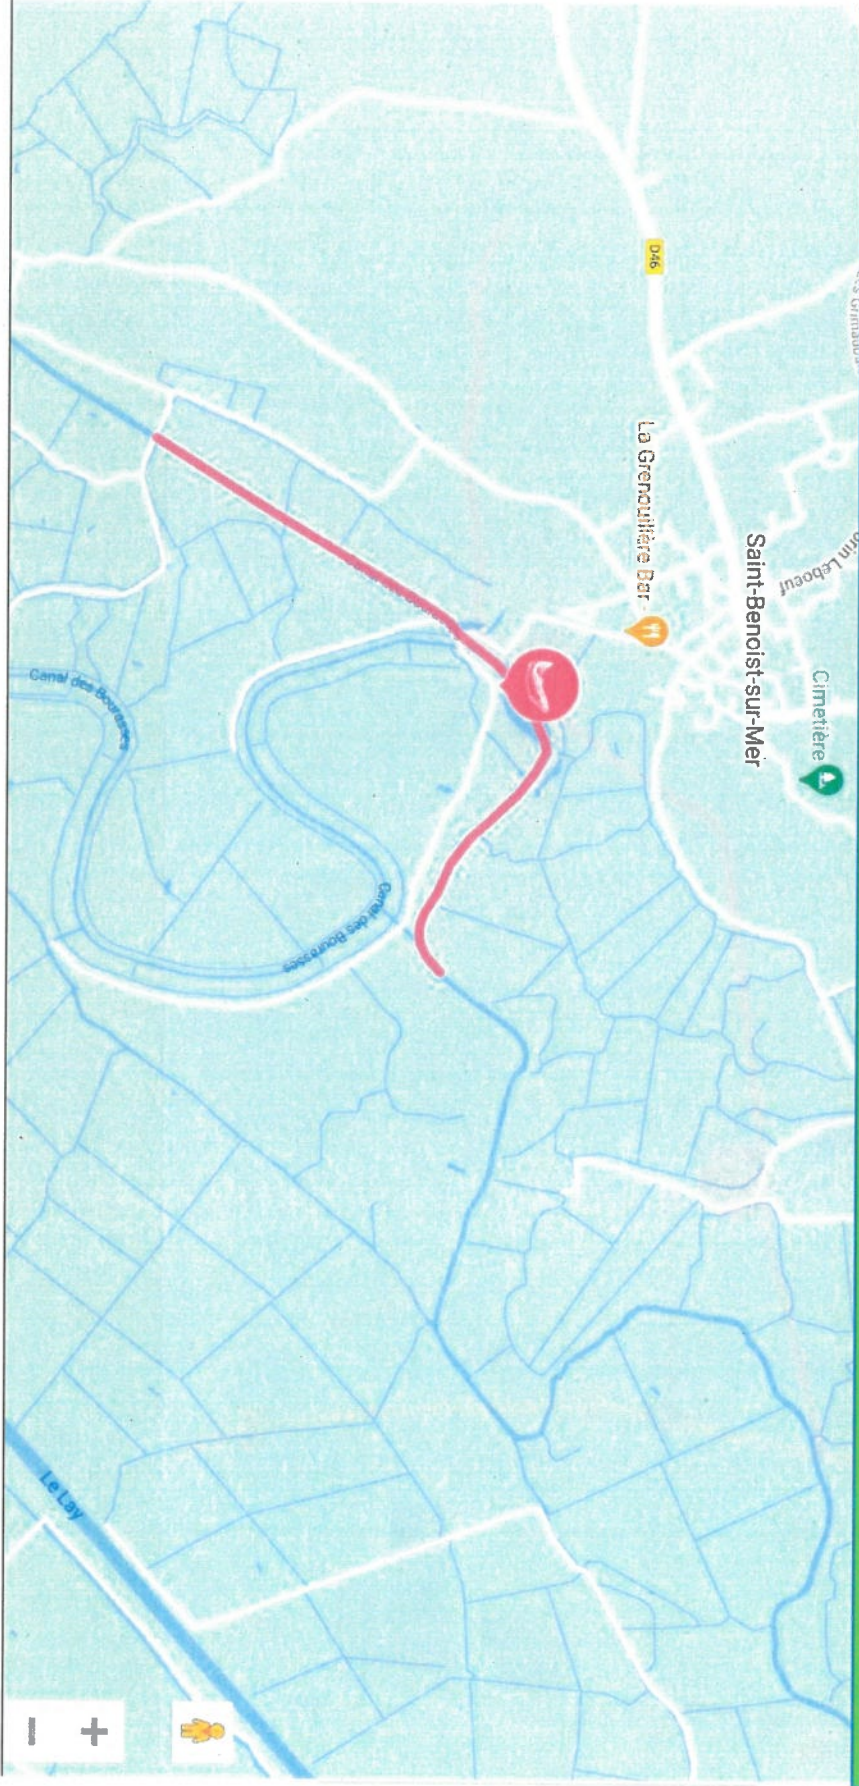 D46
La Grenouillère Bar
Saint-Benoist-sur-Mer
Cimetière
Canal des Bourasses
Canal des Bourasses
Le Lay
+
−